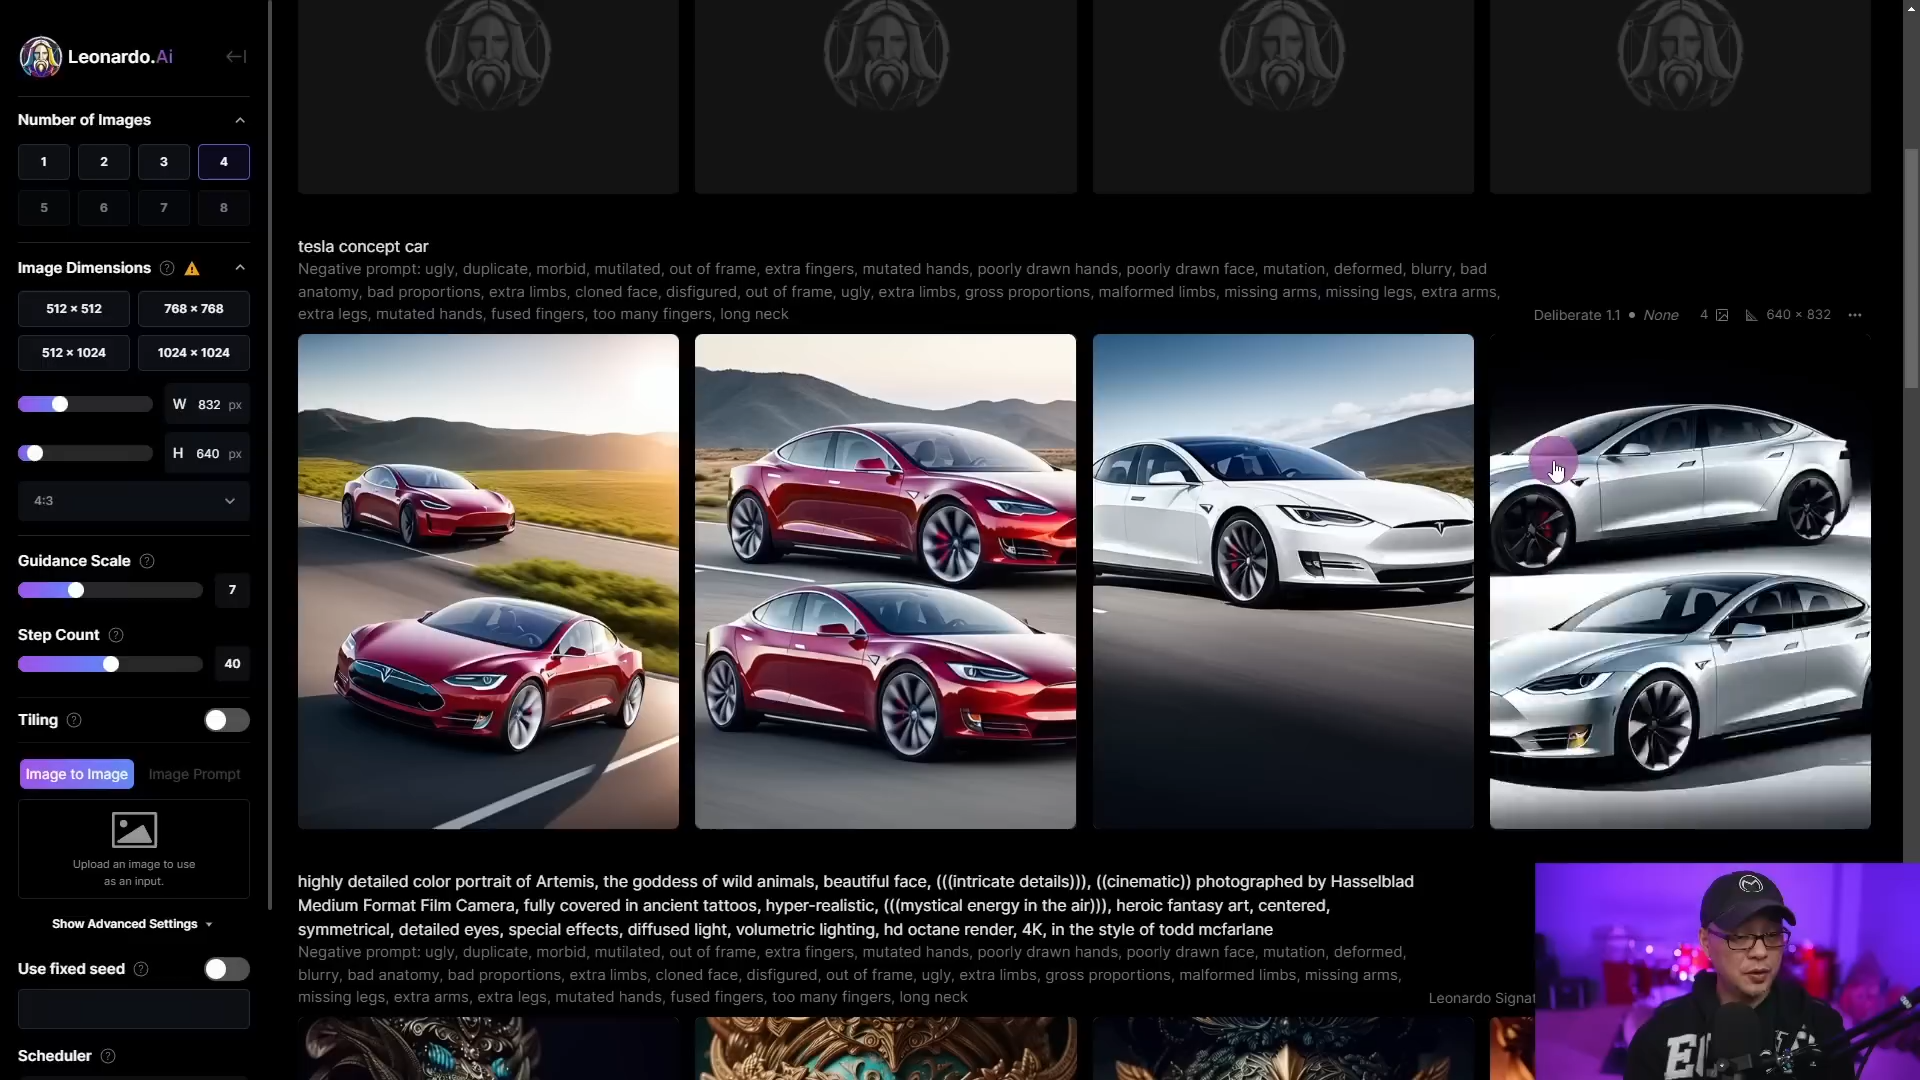 Leonardo.Ai
Number of Images
1 2 3 4
5 6 7 8
Image Dimensions
512 × 512 768 × 768
512 × 1024 1024 × 1024
W 832 px
H 640 px
4:3
Guidance Scale
7
Step Count
40
Tiling
Image to Image Image Prompt
Upload an image to use
as an input.
Show Advanced Settings
Use fixed seed
Scheduler
tesla concept car
Negative prompt: ugly, duplicate, morbid, mutilated, out of frame, extra fingers, mutated hands, poorly drawn hands, poorly drawn face, mutation, deformed, blurry, bad
anatomy, bad proportions, extra limbs, cloned face, disfigured, out of frame, ugly, extra limbs, gross proportions, malformed limbs, missing arms, missing legs, extra arms,
extra legs, mutated hands, fused fingers, too many fingers, long neck
Deliberate 1.1 • None 4 640 × 832 ...
highly detailed color portrait of Artemis, the goddess of wild animals, beautiful face, (((intricate details))), ((cinematic)) photographed by Hasselblad
Medium Format Film Camera, fully covered in ancient tattoos, hyper-realistic, (((mystical energy in the air))), heroic fantasy art, centered,
symmetrical, detailed eyes, special effects, diffused light, volumetric lighting, hd octane render, 4K, in the style of todd mcfarlane
Negative prompt: ugly, duplicate, morbid, mutilated, out of frame, extra fingers, mutated hands, poorly drawn hands, poorly drawn face, mutation, deformed,
blurry, bad anatomy, bad proportions, extra limbs, cloned face, disfigured, out of frame, ugly, extra limbs, gross proportions, malformed limbs, missing arms,
missing legs, extra arms, extra legs, mutated hands, fused fingers, too many fingers, long neck
Leonardo Signat